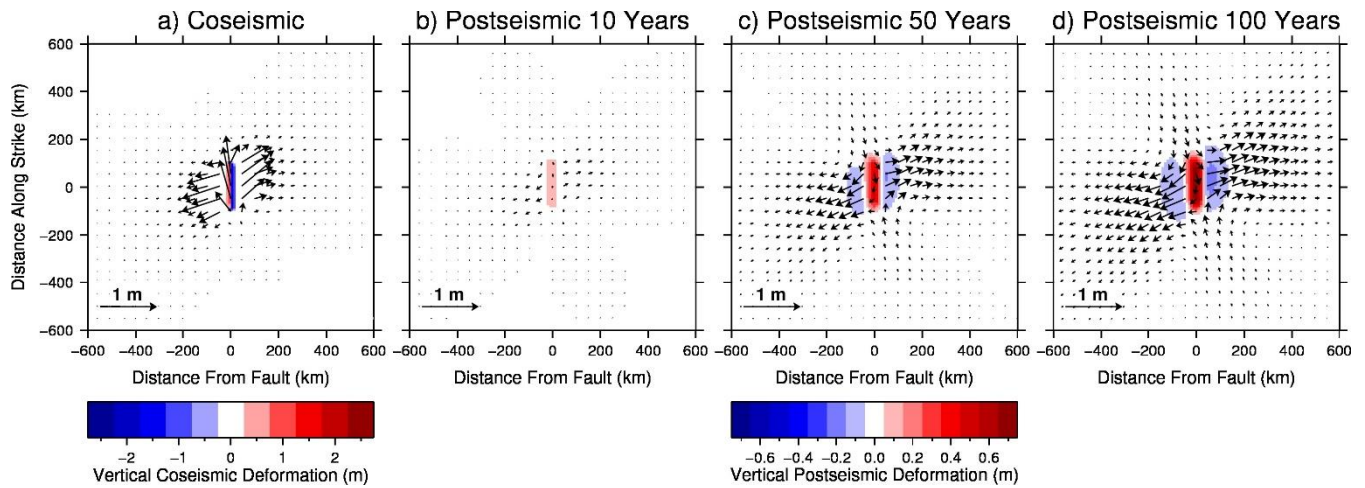 a) Coseismic
b) Postseismic 10 Years
c) Postseismic 50 Years
d) Postseismic 100 Years
Distance Along Strike (km)
600
400
200
0
−200
−400
−600
1 m
1 m
1 m
1 m
−600 −400 −200 0 200 400 600
−600 −400 −200 0 200 400 600
−600 −400 −200 0 200 400 600
−600 −400 −200 0 200 400 600
Distance From Fault (km)
Distance From Fault (km)
Distance From Fault (km)
Distance From Fault (km)
−2 −1 0 1 2
Vertical Coseismic Deformation (m)
−0.6 −0.4 −0.2 0.0 0.2 0.4 0.6
Vertical Postseismic Deformation (m)